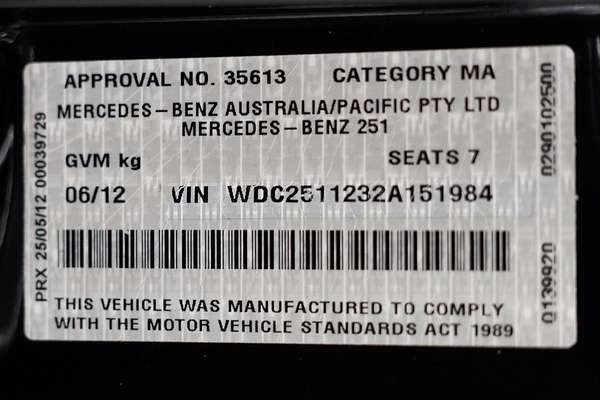 APPROVAL NO. 35613 CATEGORY MA
MERCEDES-BENZ AUSTRALIA/PACIFIC PTY LTD
MERCEDES-BENZ 251
GVM kg SEATS 7
06/12 VIN WDC2511232A151984
THIS VEHICLE WAS MANUFACTURED TO COMPLY
WITH THE MOTOR VEHICLE STANDARDS ACT 1989
PRX 25/05/12 00039729
0290102500
0139920